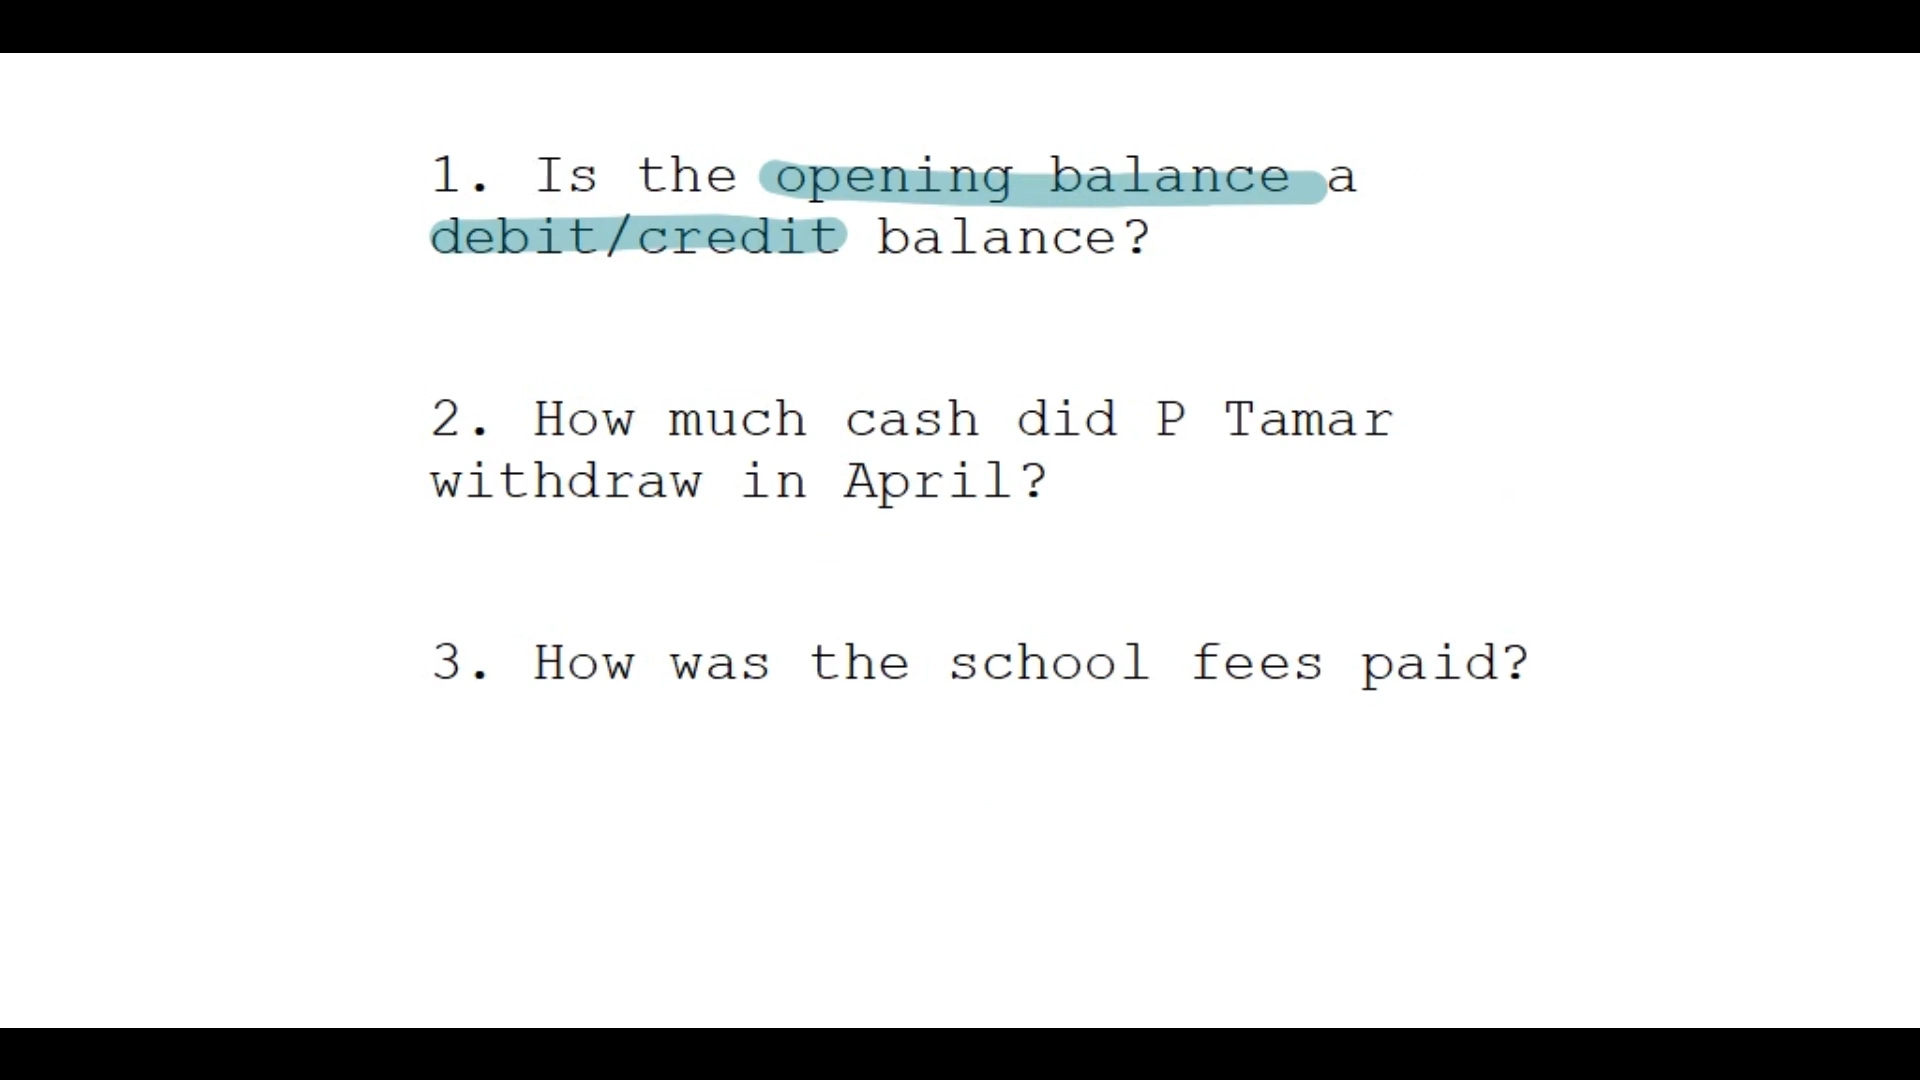 1. Is the opening balance a
debit/credit balance?
2. How much cash did P Tamar
withdraw in April?
3. How was the school fees paid?